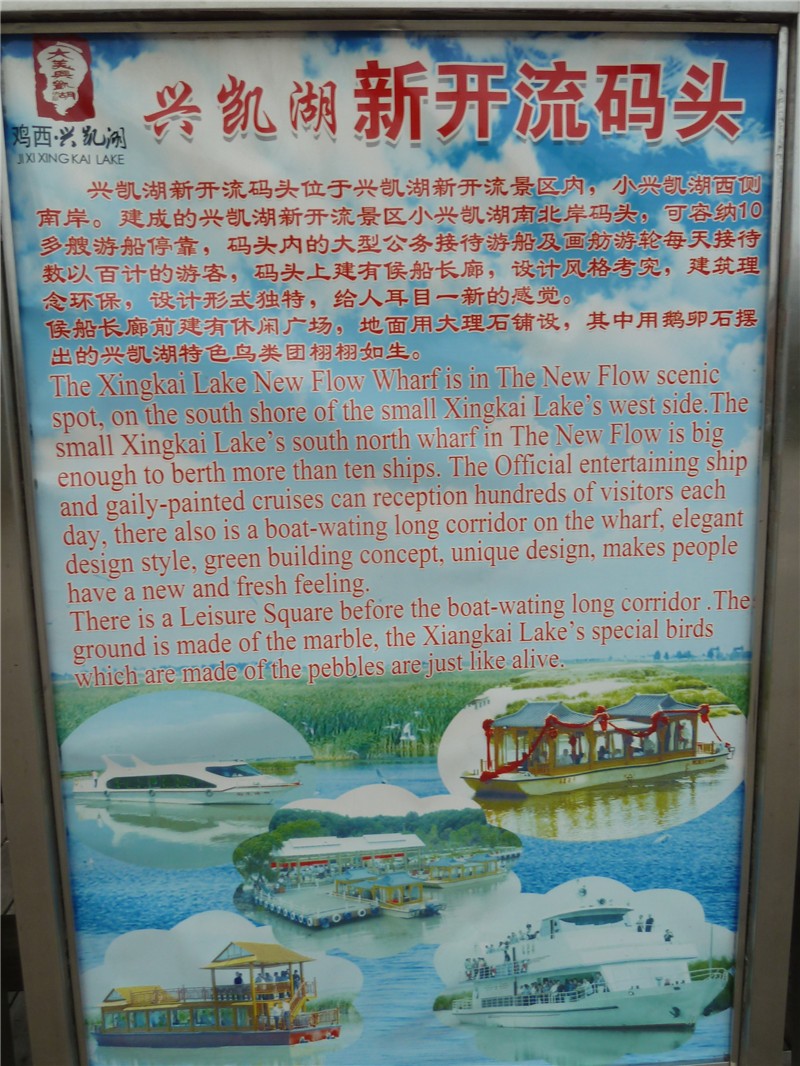 大美兴凯湖
鸡西·兴凯湖
JI XI XING KAI LAKE
兴凯湖新开流码头
兴凯湖新开流码头位于兴凯湖新开流景区内，小兴凯湖西侧
南岸。建成的兴凯湖新开流景区小兴凯湖南北岸码头，可容纳10
多艘游船停靠，码头内的大型公务接待游船及画舫游轮每天接待
数以百计的游客，码头上建有候船长廊，设计风格考究，建筑理
念环保，设计形式独特，给人耳目一新的感觉。
候船长廊前建有休闲广场，地面用大理石铺设，其中用鹅卵石摆
出的兴凯湖特色鸟类团栩栩如生。
The Xingkai Lake New Flow Wharf is in The New Flow scenic
spot, on the south shore of the small Xingkai Lake’s west side.The
small Xingkai Lake’s south north wharf in The New Flow is big
enough to berth more than ten ships. The Official entertaining ship
and gaily-painted cruises can reception hundreds of visitors each
day, there also is a boat-wating long corridor on the wharf, elegant
design style, green building concept, unique design, makes people
have a new and fresh feeling.
There is a Leisure Square before the boat-wating long corridor .The
ground is made of the marble, the Xiangkai Lake’s special birds
which are made of the pebbles are just like alive.